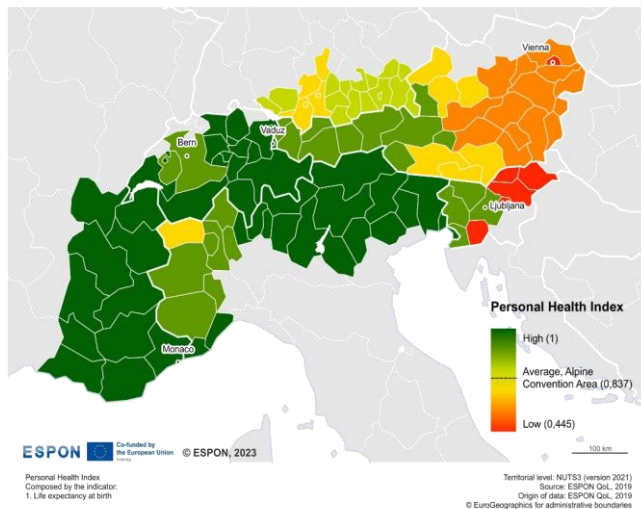 Vienna
Vaduz
Bern
Ljubljana
Monaco
Personal Health Index
High (1)
Average, Alpine
Convention Area (0,837)
Low (0,445)
100 km
ESPON
Co-funded by
the European Union
Interreg
© ESPON, 2023
Personal Health Index
Composed by the indicator:
1. Life expectancy at birth
Territorial level: NUTS3 (version 2021)
Source: ESPON QoL, 2019
Origin of data: ESPON QoL, 2019
© EuroGeographics for administrative boundaries